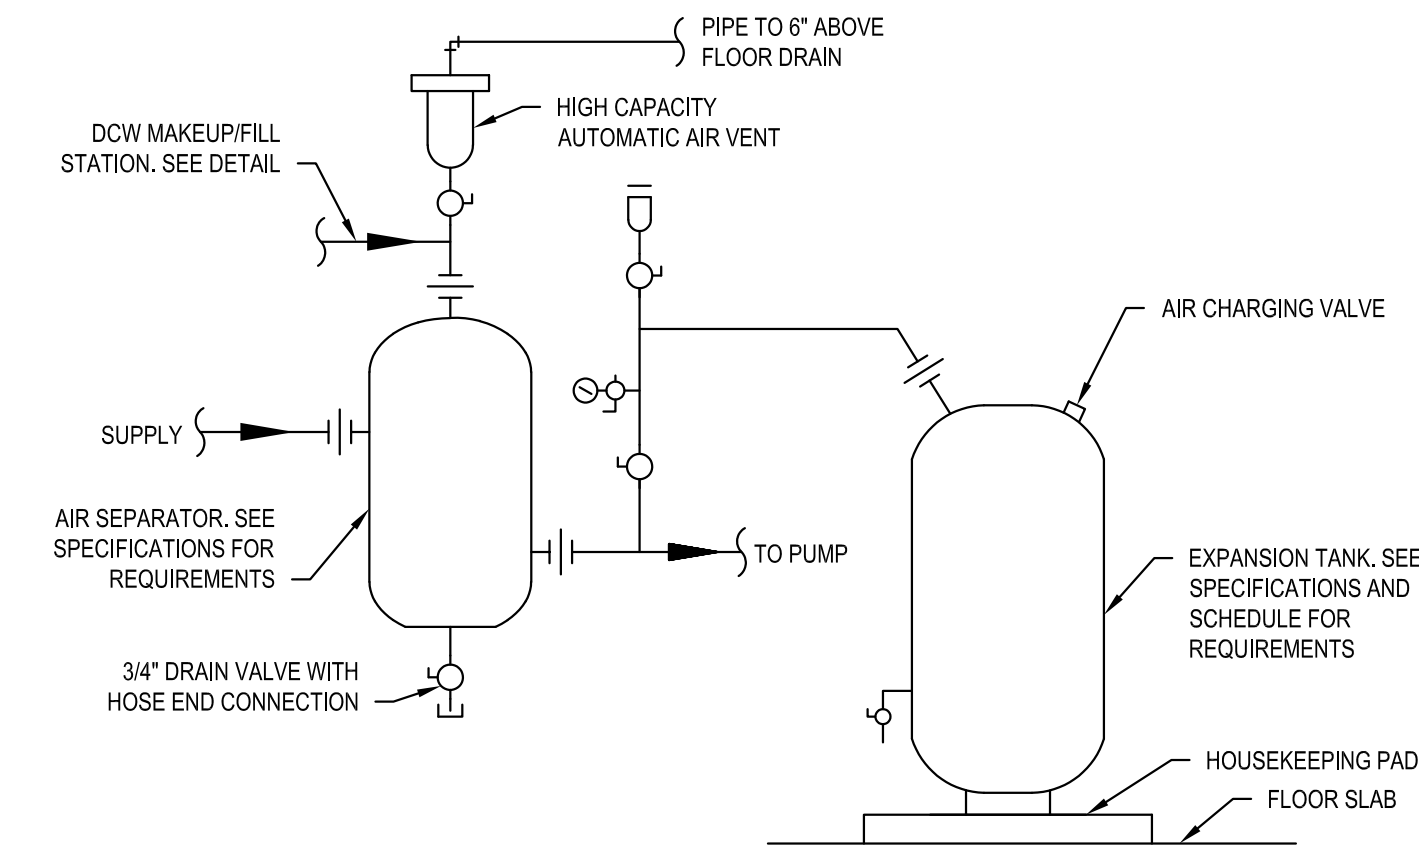 PIPE TO 6" ABOVE
FLOOR DRAIN
HIGH CAPACITY
AUTOMATIC AIR VENT
DCW MAKEUP/FILL
STATION. SEE DETAIL
AIR CHARGING VALVE
SUPPLY
AIR SEPARATOR. SEE
SPECIFICATIONS FOR
REQUIREMENTS
TO PUMP
EXPANSION TANK. SEE
SPECIFICATIONS AND
SCHEDULE FOR
REQUIREMENTS
3/4" DRAIN VALVE WITH
HOSE END CONNECTION
HOUSEKEEPING PAD
FLOOR SLAB